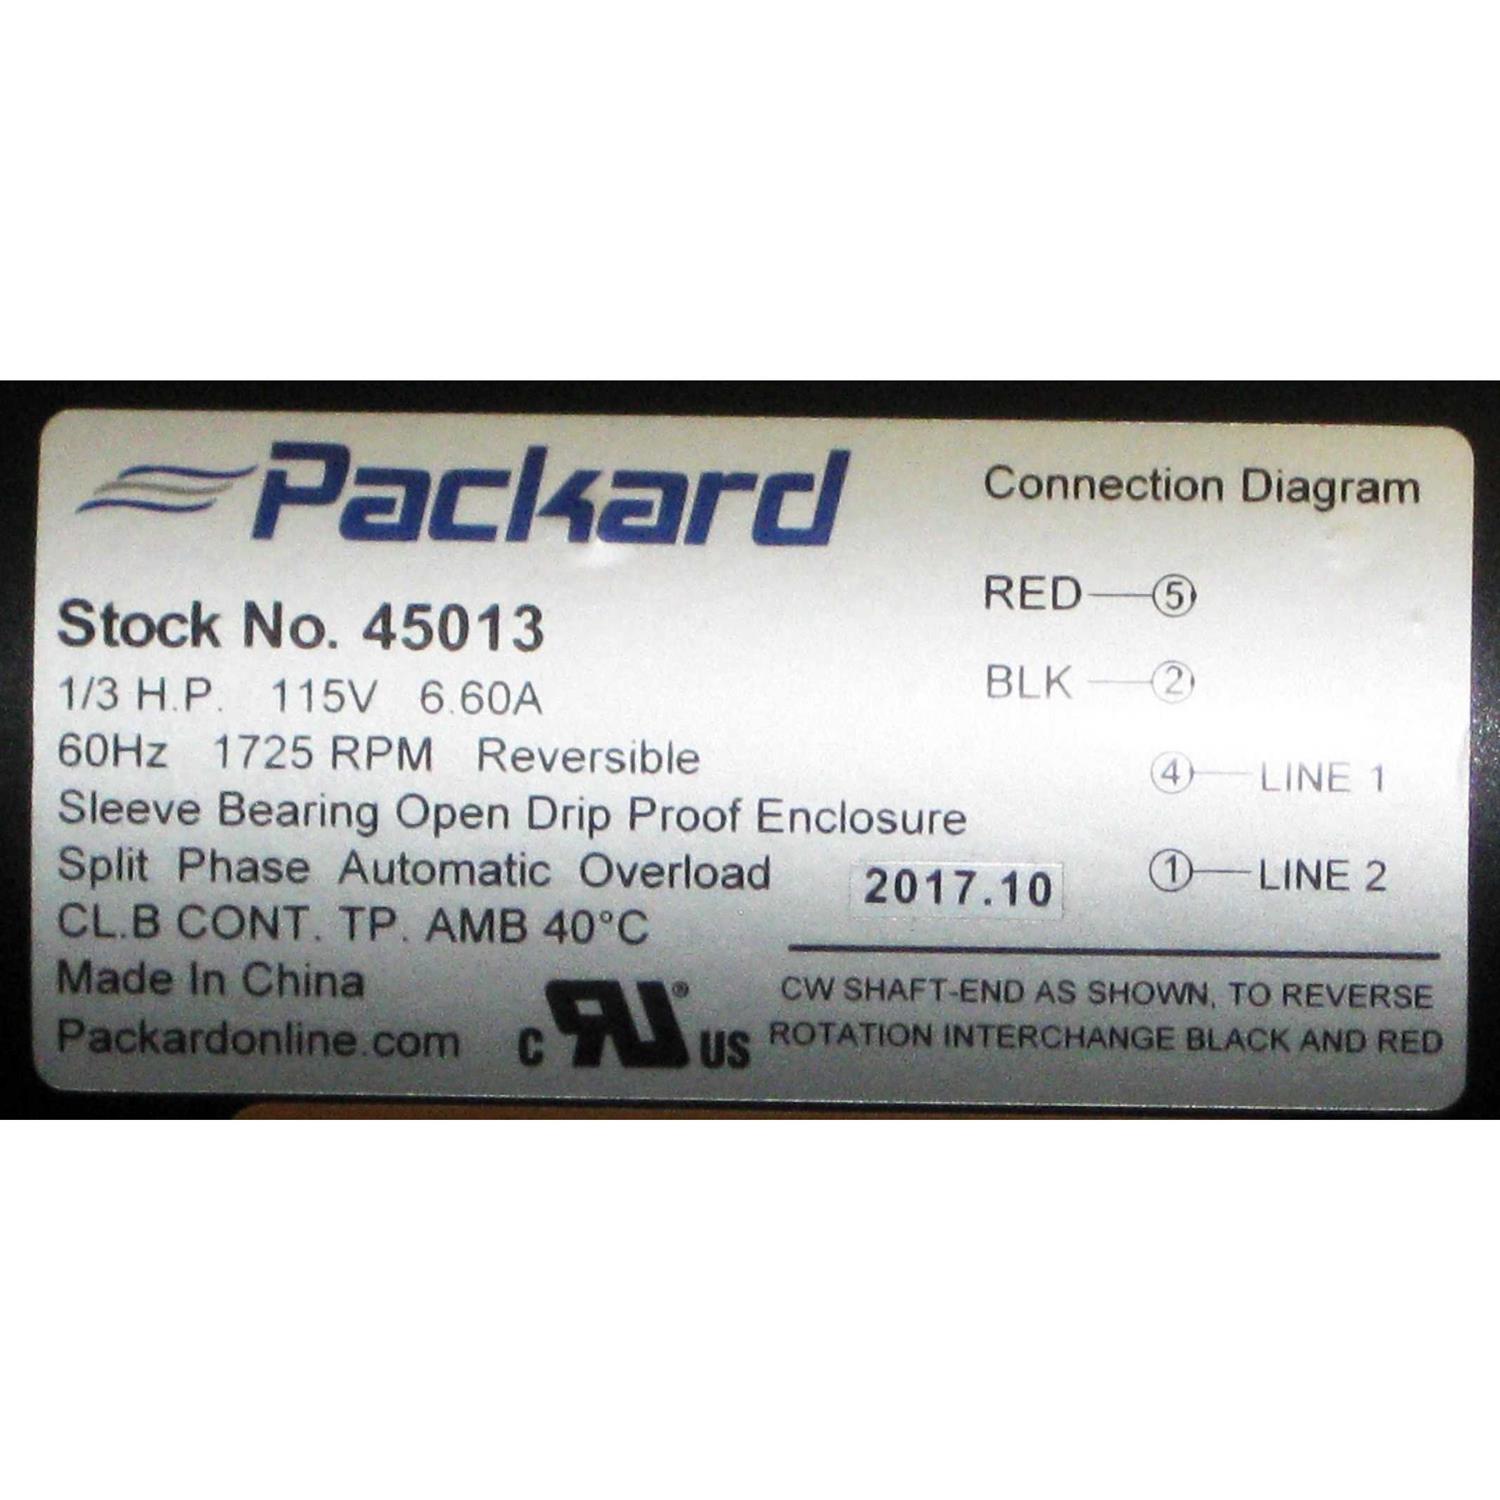 Packard
Stock No. 45013
1/3 H.P. 115V 6.60A
60Hz 1725 RPM Reversible
Sleeve Bearing Open Drip Proof Enclosure
Split Phase Automatic Overload
CL.B CONT. TP. AMB 40°C
Made In China
Packardonline.com
c RU ® US
2017.10
Connection Diagram
RED 5
BLK 2
4 LINE 1
1 LINE 2
CW SHAFT-END AS SHOWN, TO REVERSE
ROTATION INTERCHANGE BLACK AND RED